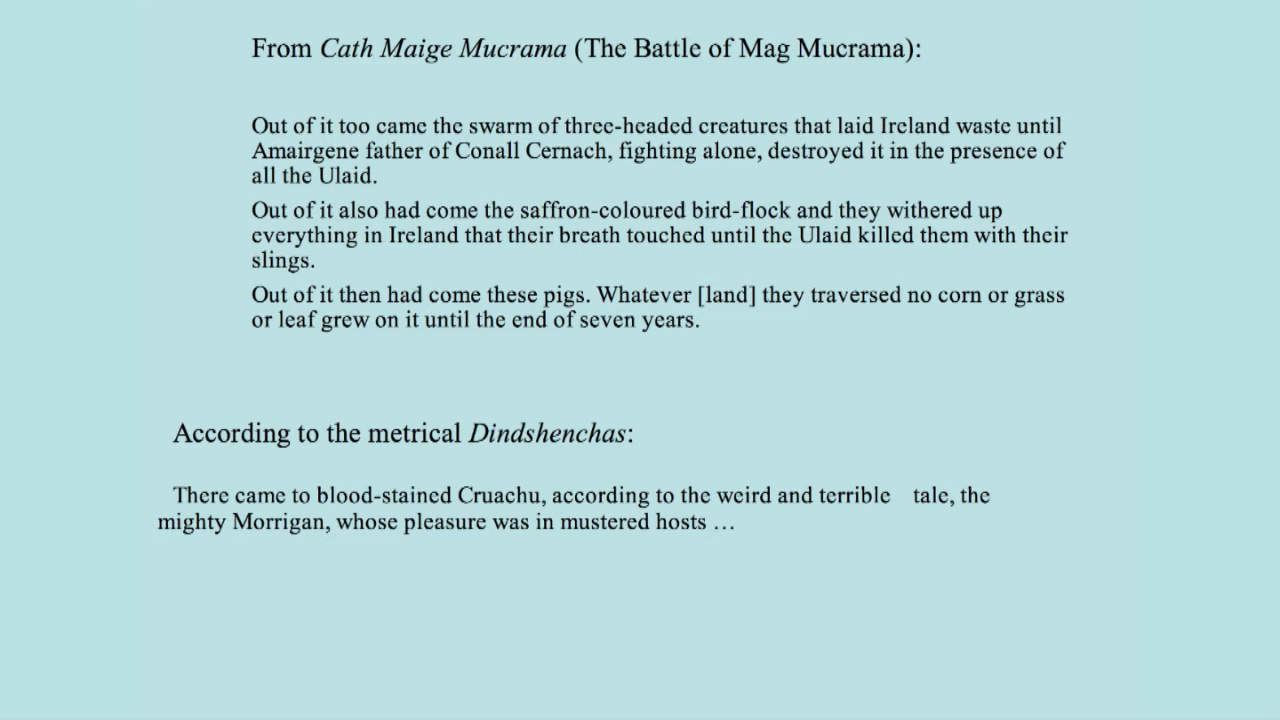 From Cath Maige Mucrama (The Battle of Mag Mucrama):
Out of it too came the swarm of three-headed creatures that laid Ireland waste until
Amairgene father of Conall Cernach, fighting alone, destroyed it in the presence of
all the Ulaid.
Out of it also had come the saffron-coloured bird-flock and they withered up
everything in Ireland that their breath touched until the Ulaid killed them with their
slings.
Out of it then had come these pigs. Whatever [land] they traversed no corn or grass
or leaf grew on it until the end of seven years.
According to the metrical Dindshenchas:
There came to blood-stained Cruachu, according to the weird and terrible tale, the
mighty Morrigan, whose pleasure was in mustered hosts …